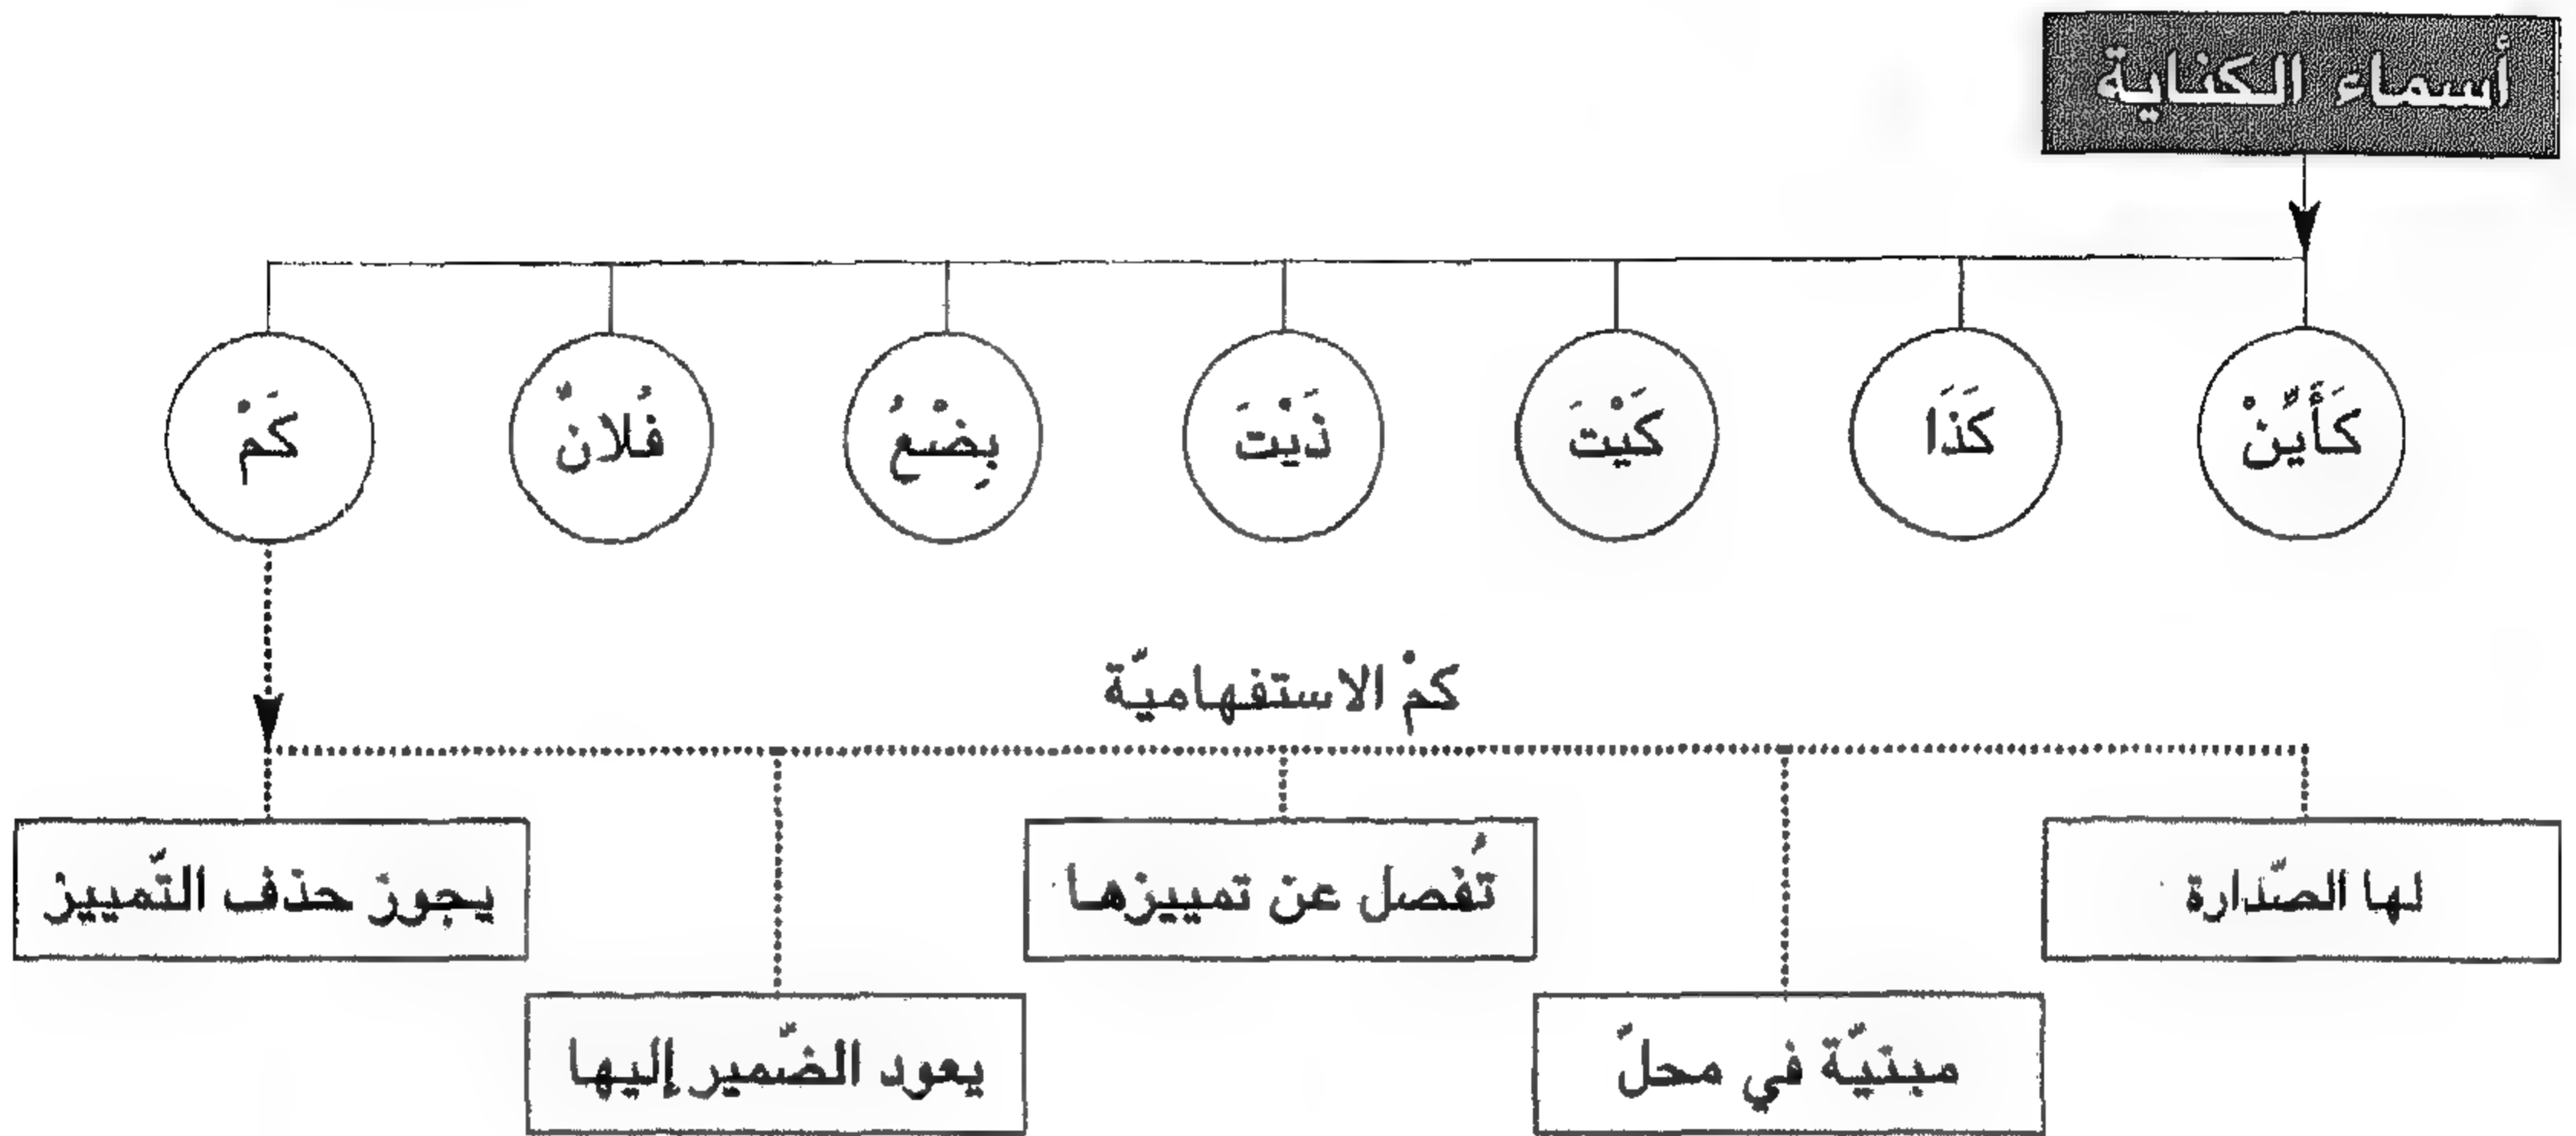 أسماء الكناية
كَأَيِّنْ
كَذَا
كَيْتَ
ذَيْتَ
بِضْعُ
فُلانٌ
كَمْ
كمْ الاستفهاميّة
لها الصّدارة
مبنيّة في محلّ
تُفصل عن تمييزها
يعود الضّمير إليها
يجوز حذف التّمييز